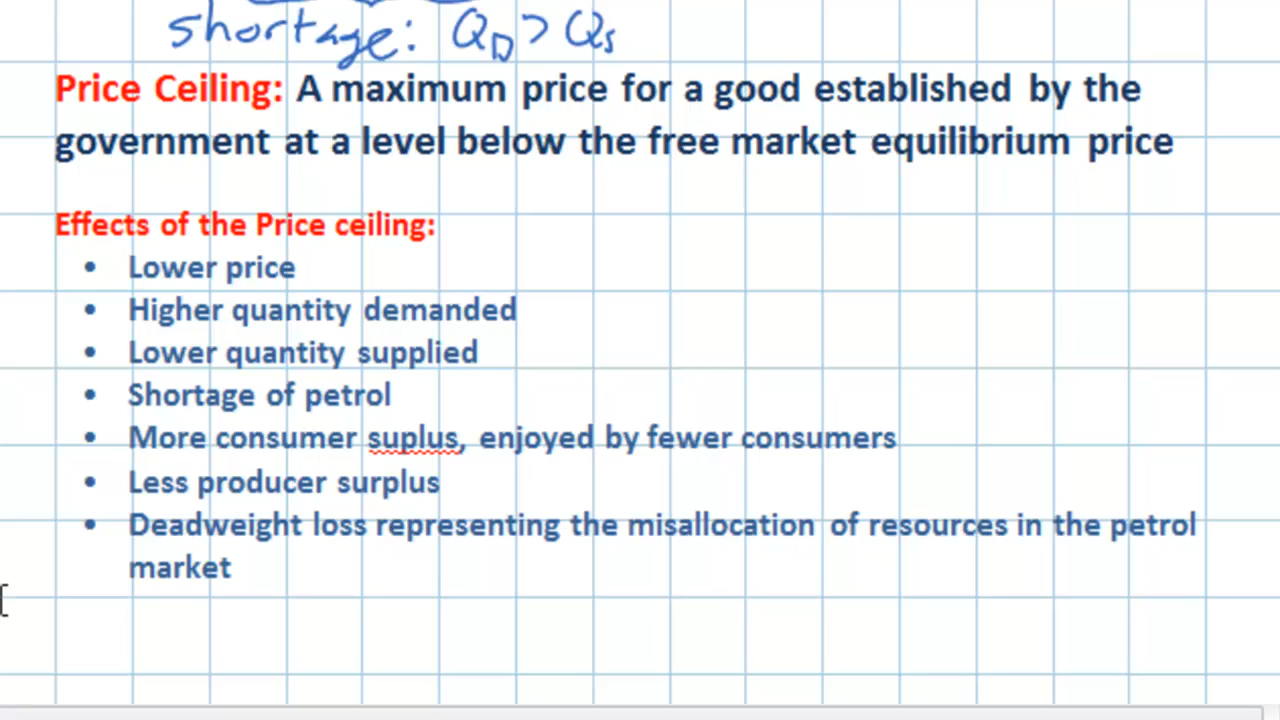 shortage: QD > Qs
Price Ceiling: A maximum price for a good established by the
government at a level below the free market equilibrium price
Effects of the Price ceiling:
• Lower price
• Higher quantity demanded
• Lower quantity supplied
• Shortage of petrol
• More consumer suplus, enjoyed by fewer consumers
• Less producer surplus
• Deadweight loss representing the misallocation of resources in the petrol
market